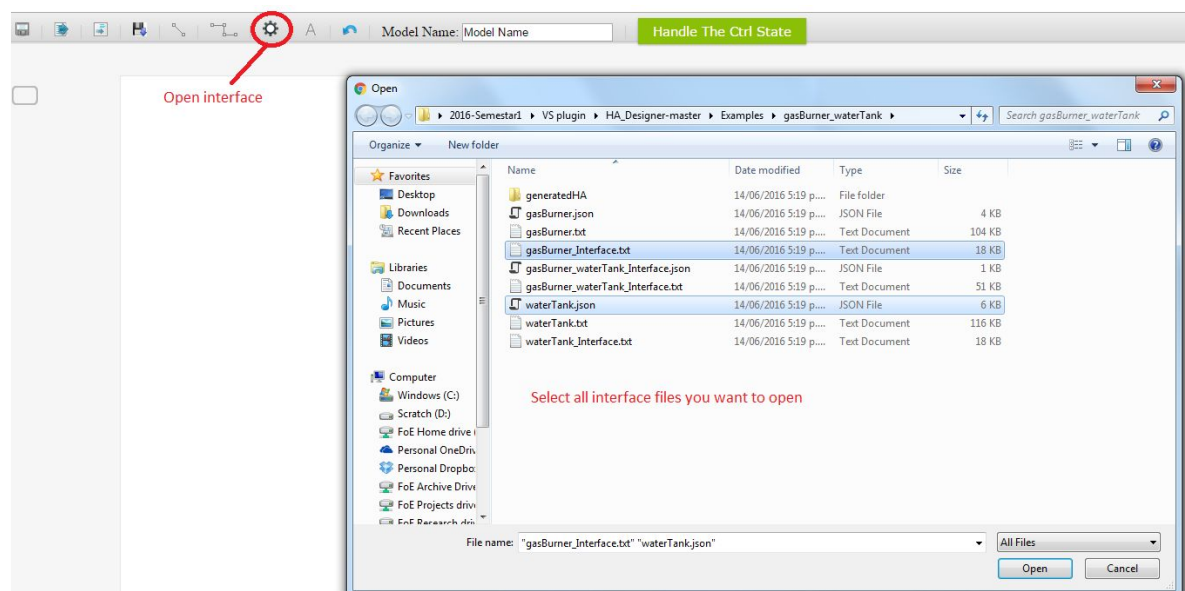 A Model Name: Model Name Handle The Ctrl State
Open interface
Open
2016-Semestar1 VS plugin HA_Designer-master Examples gasBurner_waterTank Search gasBurner_waterTank
Organize New folder
Name Date modified Type Size
Favorites
Desktop generatedHA 14/06/2016 5:19 p.... File folder
Downloads gasBurner.json 14/06/2016 5:19 p.... JSON File 4 KB
Recent Places gasBurner.txt 14/06/2016 5:19 p.... Text Document 104 KB
gasBurner_Interface.txt 14/06/2016 5:19 p.... Text Document 18 KB
Libraries gasBurner_waterTank_Interface.json 14/06/2016 5:19 p.... JSON File 1 KB
Documents gasBurner_waterTank_Interface.txt 14/06/2016 5:19 p.... Text Document 51 KB
Music waterTank.json 14/06/2016 5:19 p.... JSON File 6 KB
Pictures waterTank.txt 14/06/2016 5:19 p.... Text Document 116 KB
Videos waterTank_Interface.txt 14/06/2016 5:19 p.... Text Document 18 KB
Computer
Windows (C:)
Select all interface files you want to open
Scratch (D:)
FoE Home drive (
Personal OneDriv
Personal Dropbo
FoE Archive Drive
FoE Projects driv
FoE Research driv
File name: "gasBurner_Interface.txt" "waterTank.json" All Files
Open Cancel